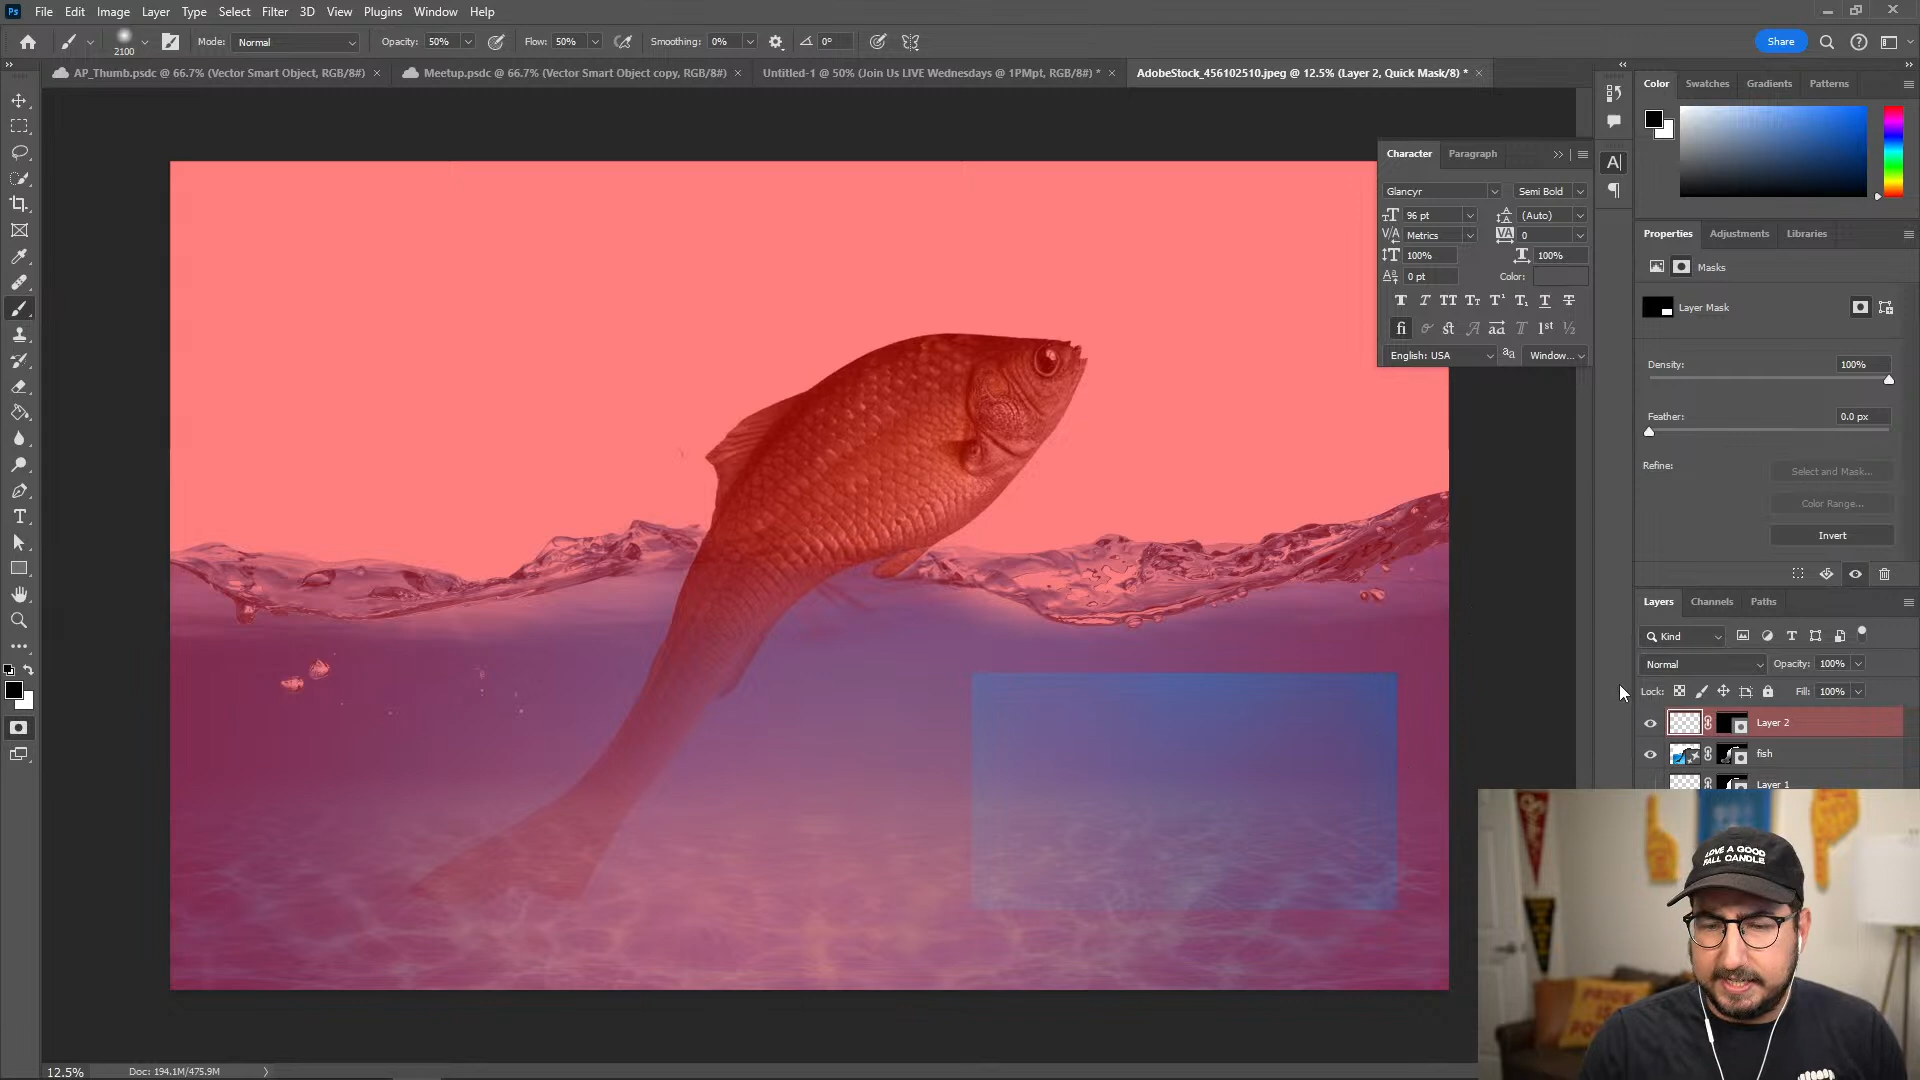 Ps File Edit Image Layer Type Select Filter 3D View Plugins Window Help
2100 Mode: Normal Opacity: 50% Flow: 50% Smoothing: 0% 0° Share
AP_Thumb.psdc @ 66.7% (Vector Smart Object, RGB/8#) × Meetup.psdc @ 66.7% (Vector Smart Object copy, RGB/8#) × Untitled-1 @ 50% (Join Us LIVE Wednesdays @ 1PMpt, RGB/8#) * × AdobeStock_456102510.jpeg @ 12.5% (Layer 2, Quick Mask/8) * ×
Color Swatches Gradients Patterns
Character Paragraph
Glancyr Semi Bold
96 pt (Auto)
Metrics 0
100% 100%
0 pt Color:
English: USA Window...
Properties Adjustments Libraries
Masks
Layer Mask
Density: 100%
Feather: 0.0 px
Refine: Select and Mask...
Color Range...
Invert
Layers Channels Paths
Kind
Normal Opacity: 100%
Lock: Fill: 100%
Layer 2
fish
Layer 1
LOVE A GOOD
FALL CANDLE
12.5% Doc: 194.1M/475.9M